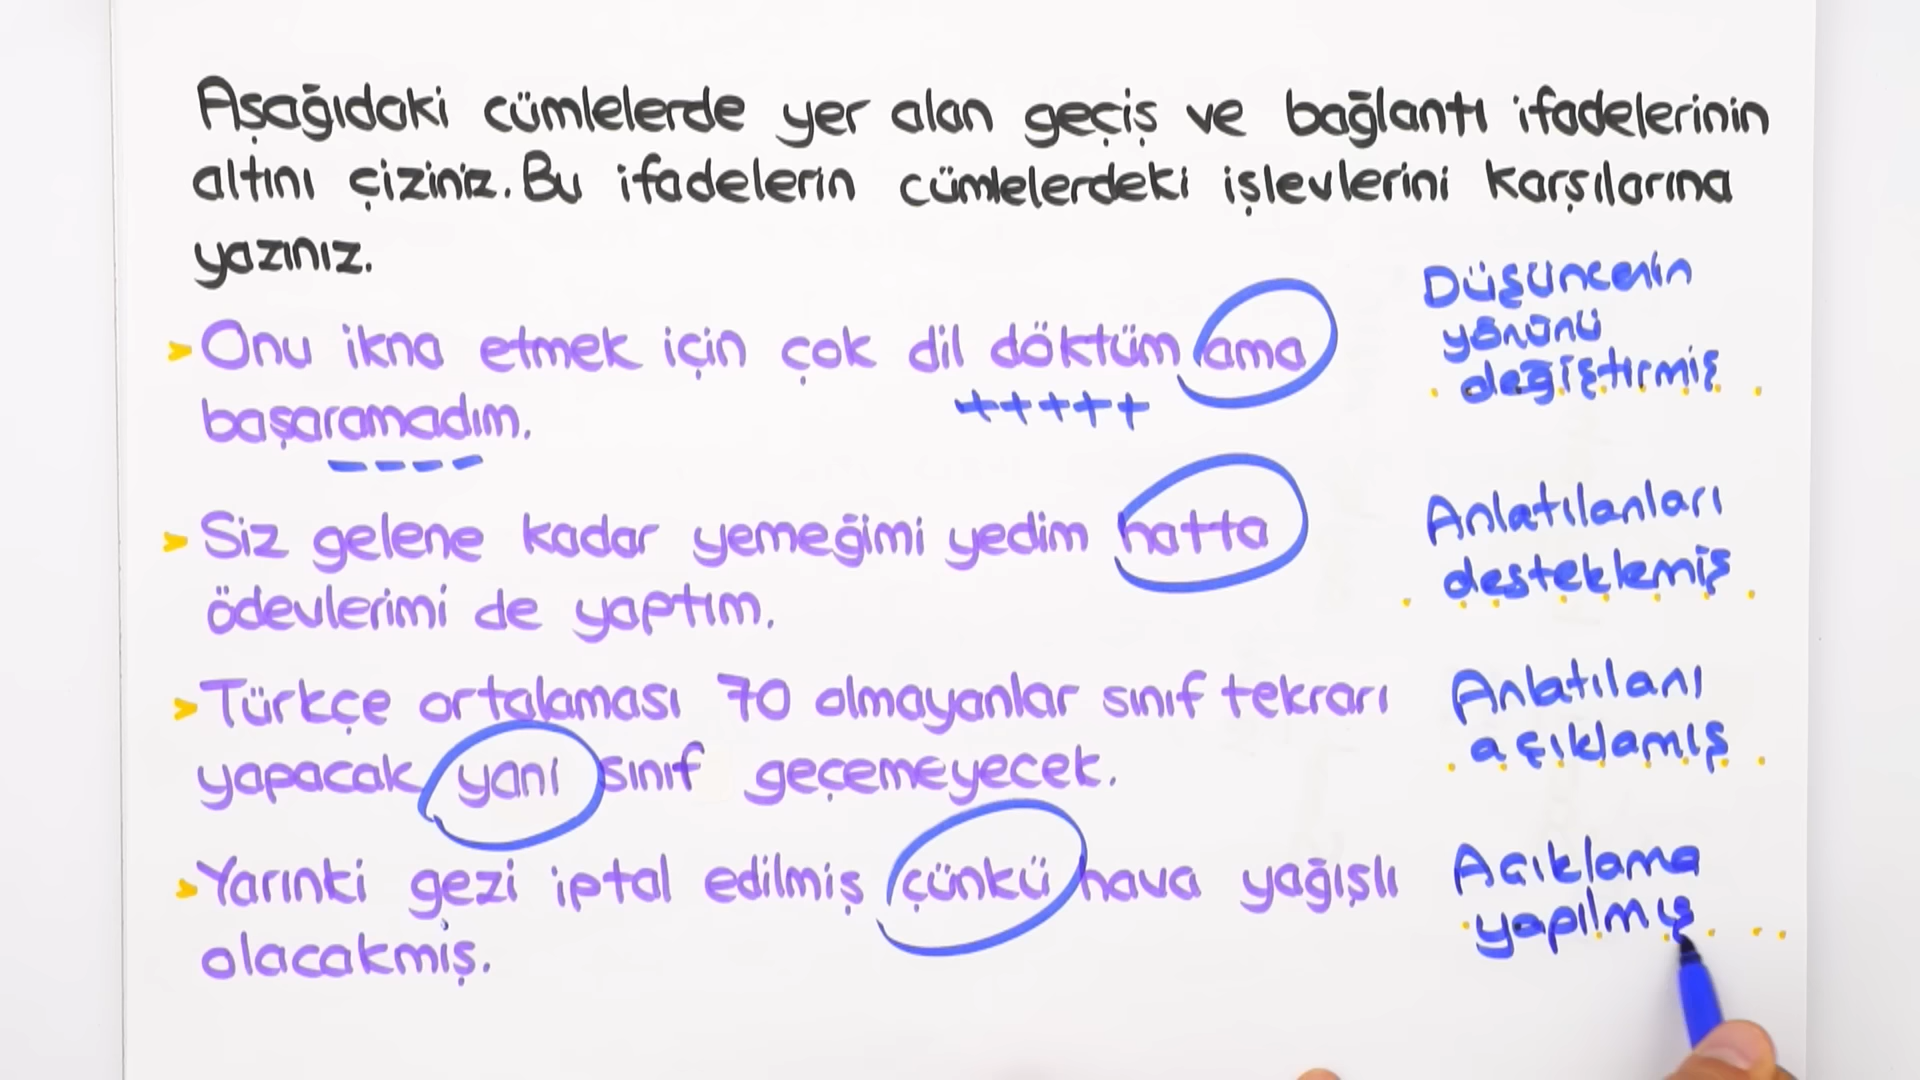 Aşağıdaki cümlelerde yer alan geçiş ve bağlantı ifadelerinin
altını çiziniz. Bu ifadelerin cümlelerdeki işlevlerini karşılarına
yazınız.
➤ Onu ikna etmek için çok dil döktüm ama
başaramadım.
+++++
----
Düşüncenin
yönünü
değiştirmiş
➤ Siz gelene kadar yemeğimi yedim hatta
ödevlerimi de yaptım.
Anlatılanları
desteklemiş
➤ Türkçe ortalaması 70 olmayanlar sınıf tekrarı
yapacak yani sınıf geçemeyecek.
Anlatılanı
açıklamış
➤ Yarınki gezi iptal edilmiş çünkü hava yağışlı
olacakmış.
Açıklama
yapılmış